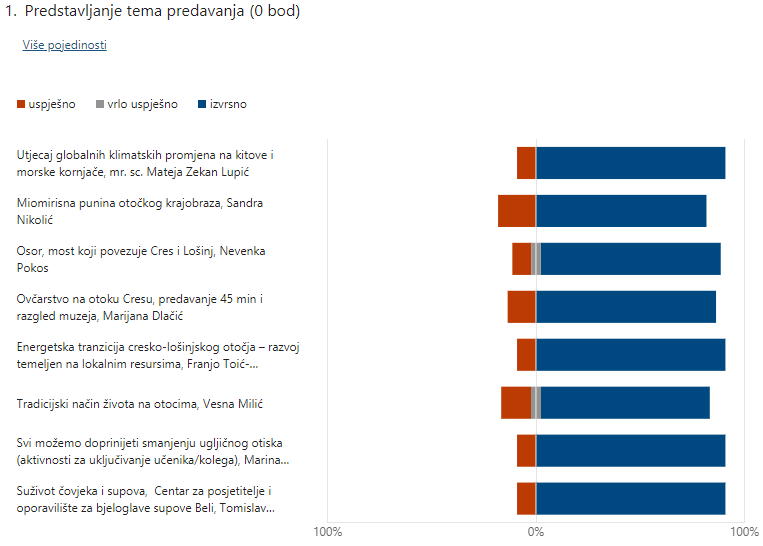 1. Predstavljanje tema predavanja (0 bod)
Više pojedinosti
uspješno vrlo uspješno izvrsno
Utjecaj globalnih klimatskih promjena na kitove i
morske kornjače, mr. sc. Mateja Zekan Lupić
Miomirisna punina otočkog krajobraza, Sandra
Nikolić
Osor, most koji povezuje Cres i Lošinj, Nevenka
Pokos
Ovčarstvo na otoku Cresu, predavanje 45 min i
razgled muzeja, Marijana Dlačić
Energetska tranzicija cresko-lošinjskog otočja – razvoj
temeljen na lokalnim resursima, Franjo Toić-...
Tradicijski način života na otocima, Vesna Milić
Svi možemo doprinijeti smanjenju ugljičnog otiska
(aktivnosti za uključivanje učenika/kolega), Marina...
Suživot čovjeka i supova, Centar za posjetitelje i
oporavilište za bjeloglave supove Beli, Tomislav...
100% 0% 100%